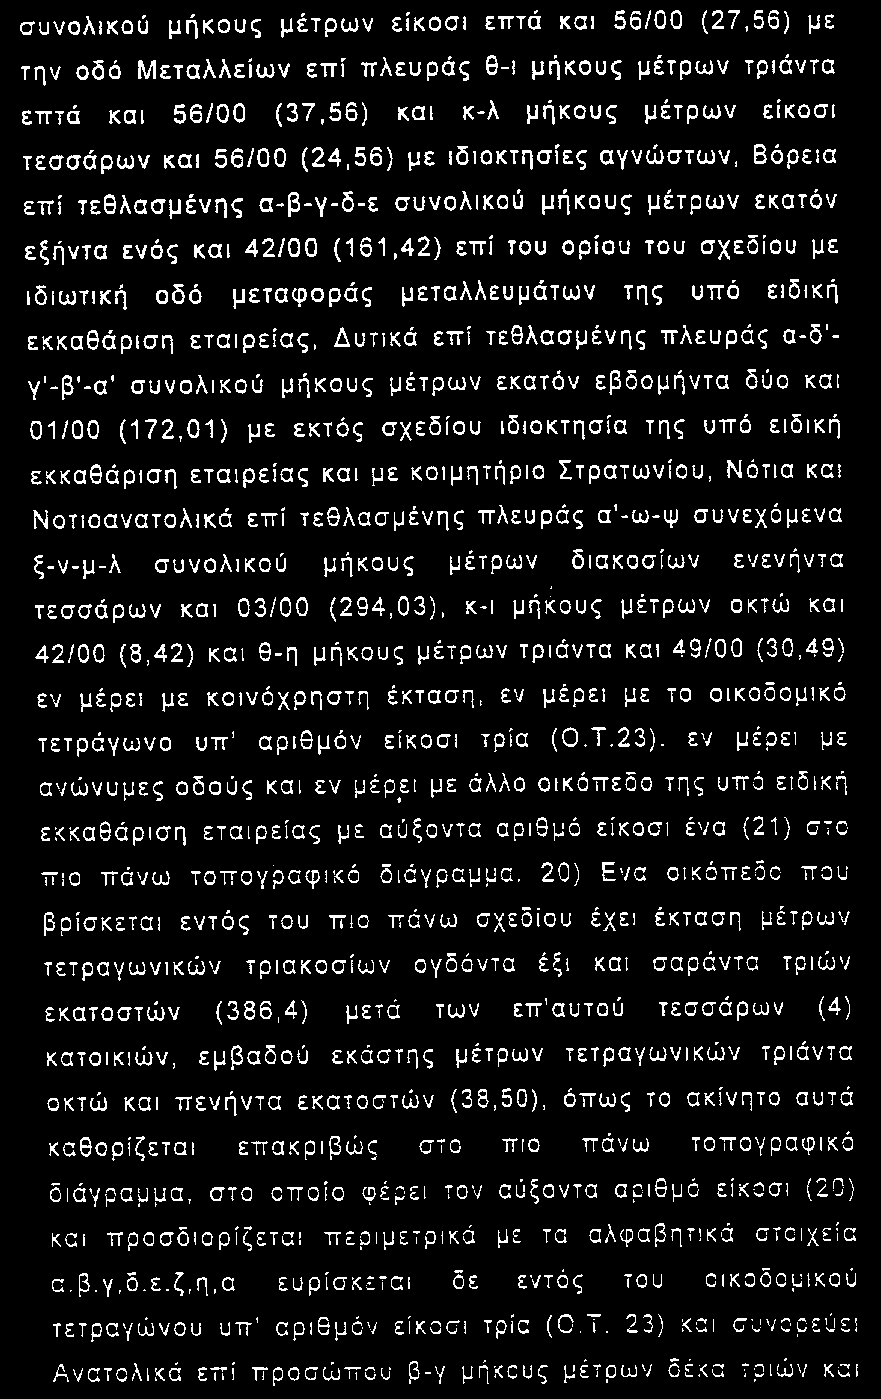 συνολικού μήκους μέτρων είκοσι επτά και 56/00 (27,56) με
την οδό Μεταλλείων επί πλευράς θ-ι μήκους μέτρων τριάντα
επτά και 56/00 (37,56) και κ-λ μήκους μέτρων είκοσι
τεσσάρων και 56/00 (24,56) με ιδιοκτησίες αγνώστων, Βόρεια
επί τεθλασμένης α-β-γ-δ-ε συνολικού μήκους μέτρων εκατόν
εξήντα ενός και 42/00 (161,42) επί του ορίου του σχεδίου με
ιδιωτική οδό μεταφοράς μεταλλευμάτων της υπό ειδική
εκκαθάριση εταιρείας, Δυτικά επί τεθλασμένης πλευράς α-δ'-
γ'-β'-α' συνολικού μήκους μέτρων εκατόν εβδομήντα δύο και
01/00 (172,01) με εκτός σχεδίου ιδιοκτησία της υπό ειδική
εκκαθάριση εταιρείας και με κοιμητήριο Στρατωνίου, Νότια και
Νοτιοανατολικά επί τεθλασμένης πλευράς α'-ω-ψ συνεχόμενα
ξ-ν-μ-λ συνολικού μήκους μέτρων διακοσίων ενενήντα
τεσσάρων και 03/00 (294,03), κ-ι μήκους μέτρων οκτώ και
42/00 (8,42) και θ-η μήκους μέτρων τριάντα και 49/00 (30,49)
εν μέρει με κοινόχρηστη έκταση, εν μέρει με το οικοδομικό
τετράγωνο υπ' αριθμόν είκοσι τρία (Ο.Τ.23). εν μέρει με
ανώνυμες οδούς και εν μέρει με άλλο οικόπεδο της υπό ειδική
εκκαθάριση εταιρείας με αύξοντα αριθμό είκοσι ένα (21) στο
πιο πάνω τοπογραφικό διάγραμμα. 20) Ενα οικόπεδο που
βρίσκεται εντός του πιο πάνω σχεδίου έχει έκταση μέτρων
τετραγωνικών τριακοσίων ογδόντα έξι και σαράντα τριών
εκατοστών (386,4) μετά των επ'αυτού τεσσάρων (4)
κατοικιών, εμβαδού εκάστης μέτρων τετραγωνικών τριάντα
οκτώ και πενήντα εκατοστών (38,50), όπως το ακίνητο αυτά
καθορίζεται επακριβώς στο πιο πάνω τοπογραφικό
διάγραμμα, στο οποίο φέρει τον αύξοντα αριθμό είκοσι (20)
και προσδιορίζεται περιμετρικά με τα αλφαβητικά στοιχεία
α.β.γ,δ.ε.ζ,η,α ευρίσκεται δε εντός του οικοδομικού
τετραγώνου υπ' αριθμόν είκοσι τρία (Ο.Τ. 23) και συνορεύει
Ανατολικά επί προσώπου β-γ μήκους μέτρων δέκα τριών και